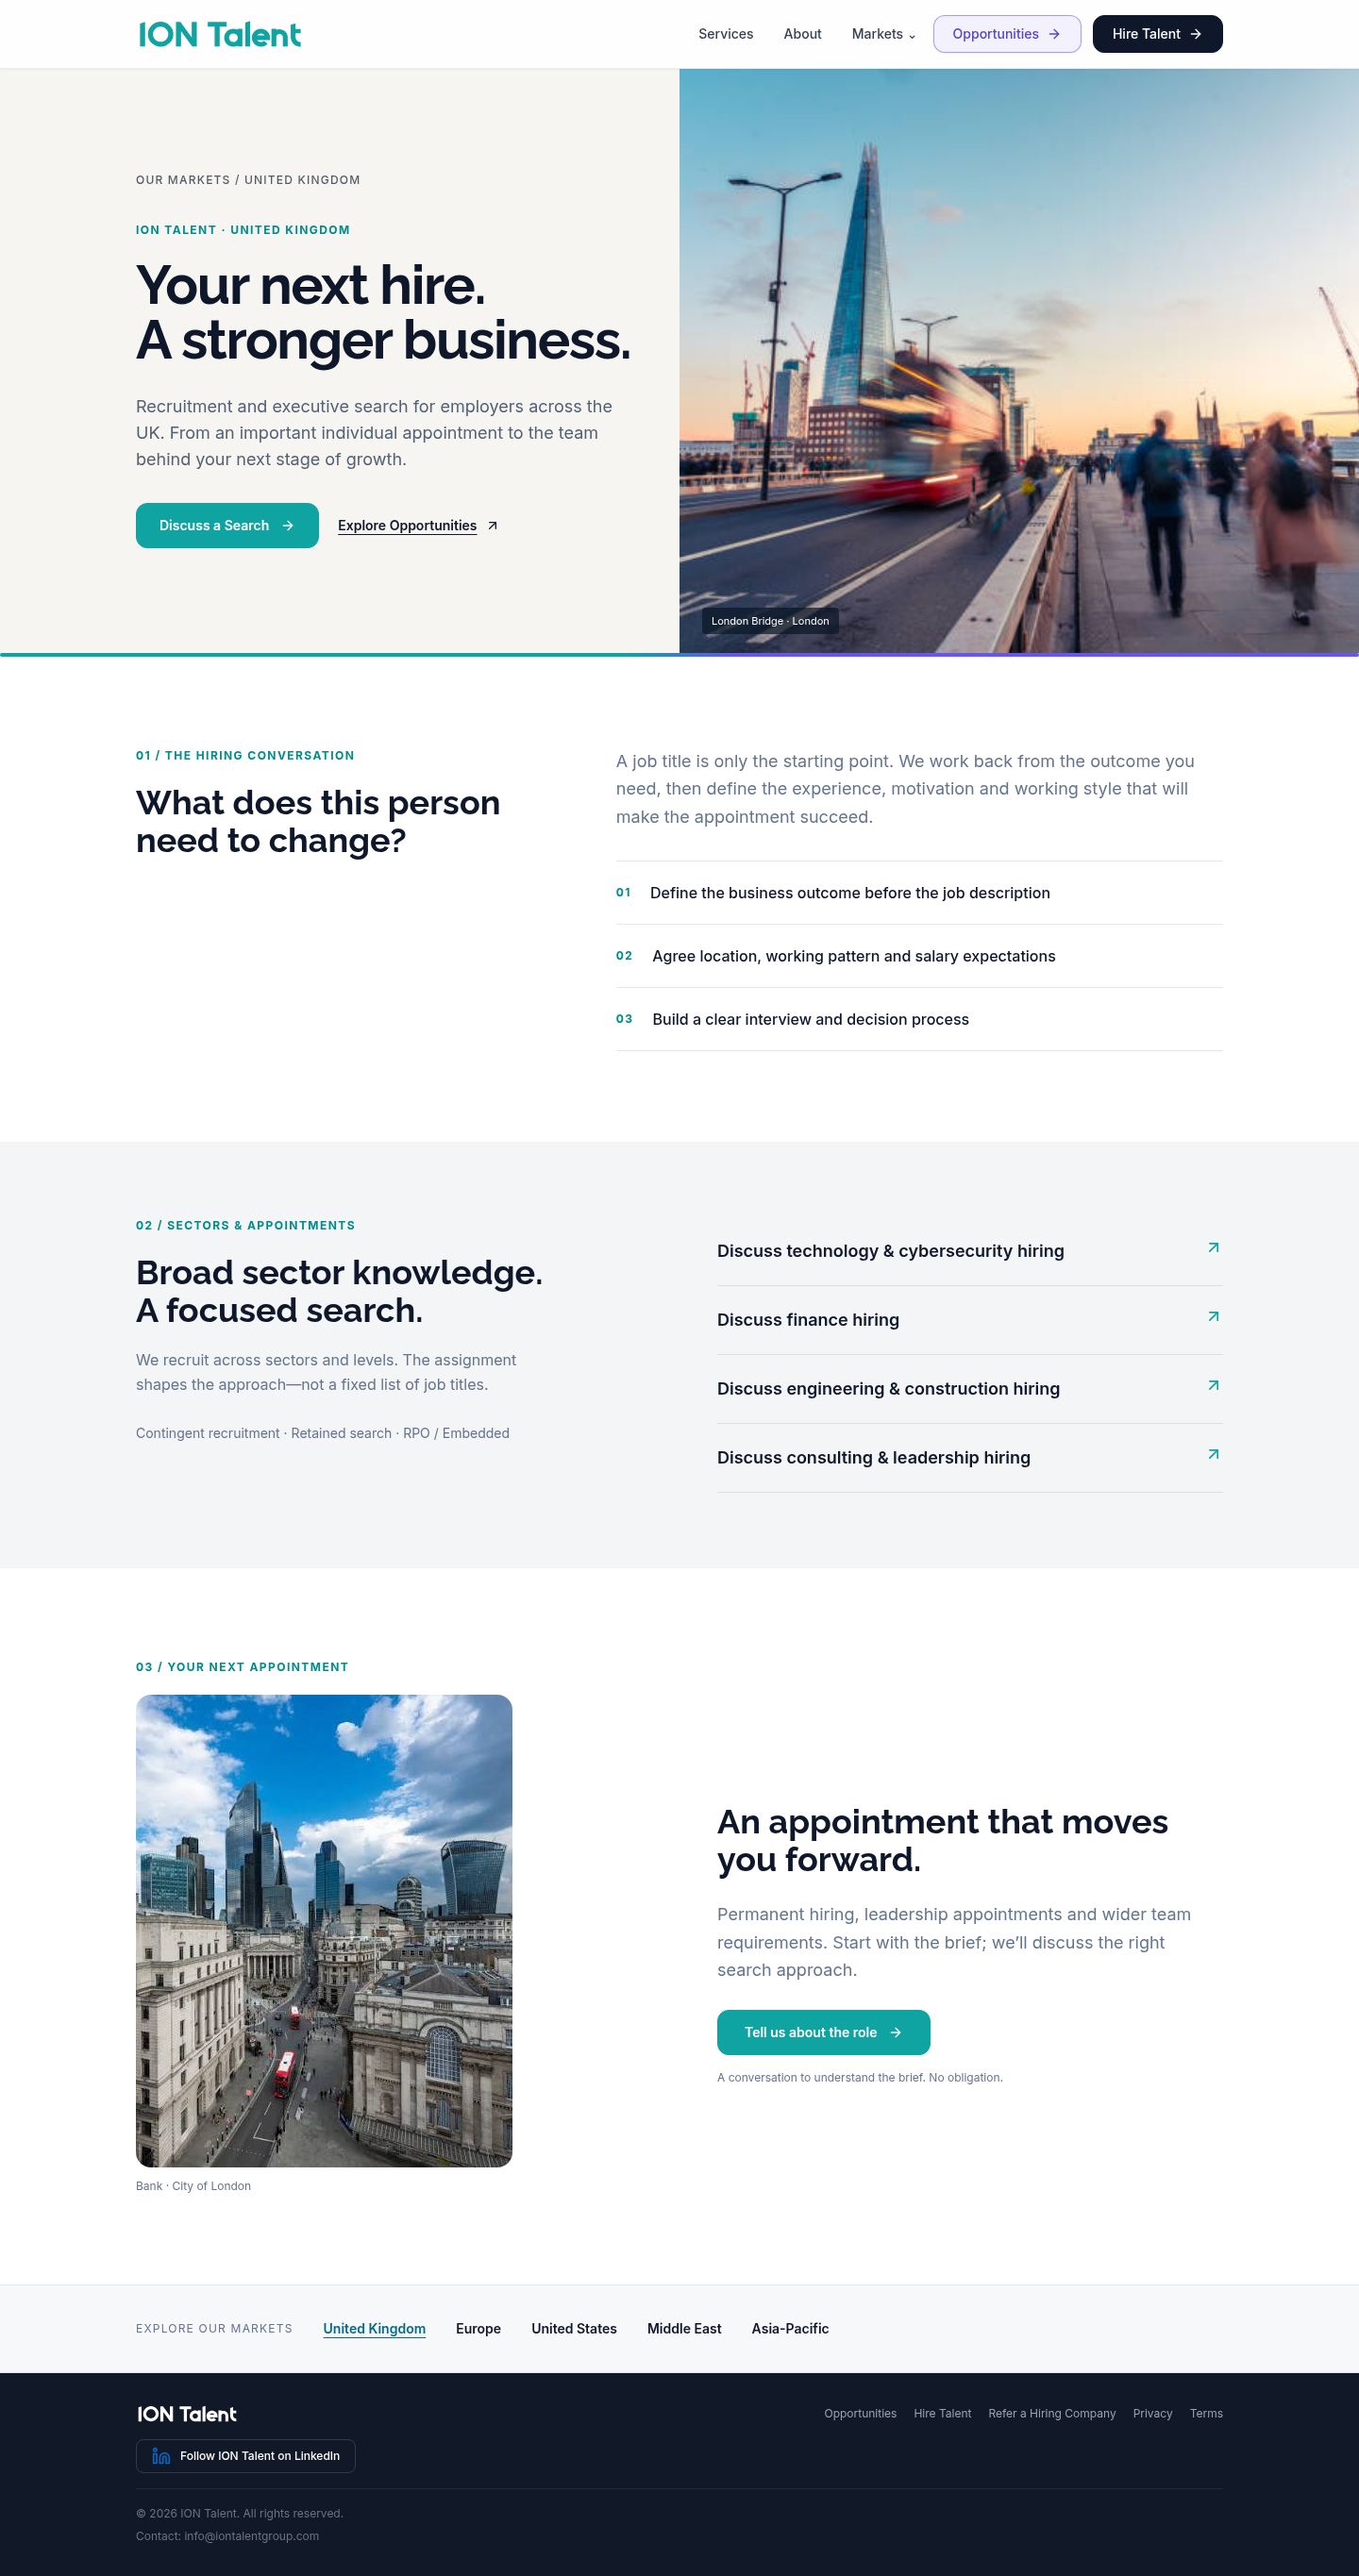 ION Talent
Services
About
Markets
Opportunities
Hire Talent
OUR MARKETS / UNITED KINGDOM
ION TALENT · UNITED KINGDOM
Your next hire.
A stronger business.
Recruitment and executive search for employers across the
UK. From an important individual appointment to the team
behind your next stage of growth.
Discuss a Search
Explore Opportunities
London Bridge · London
01 / THE HIRING CONVERSATION
What does this person
need to change?
A job title is only the starting point. We work back from the outcome you
need, then define the experience, motivation and working style that will
make the appointment succeed.
01 Define the business outcome before the job description
02 Agree location, working pattern and salary expectations
03 Build a clear interview and decision process
02 / SECTORS & APPOINTMENTS
Broad sector knowledge.
A focused search.
We recruit across sectors and levels. The assignment
shapes the approach—not a fixed list of job titles.
Contingent recruitment · Retained search · RPO / Embedded
Discuss technology & cybersecurity hiring
Discuss finance hiring
Discuss engineering & construction hiring
Discuss consulting & leadership hiring
03 / YOUR NEXT APPOINTMENT
Bank · City of London
An appointment that moves
you forward.
Permanent hiring, leadership appointments and wider team
requirements. Start with the brief; we’ll discuss the right
search approach.
Tell us about the role
A conversation to understand the brief. No obligation.
EXPLORE OUR MARKETS
United Kingdom
Europe
United States
Middle East
Asia-Pacific
ION Talent
Opportunities
Hire Talent
Refer a Hiring Company
Privacy
Terms
Follow ION Talent on LinkedIn
© 2026 ION Talent. All rights reserved.
Contact: info@iontalentgroup.com